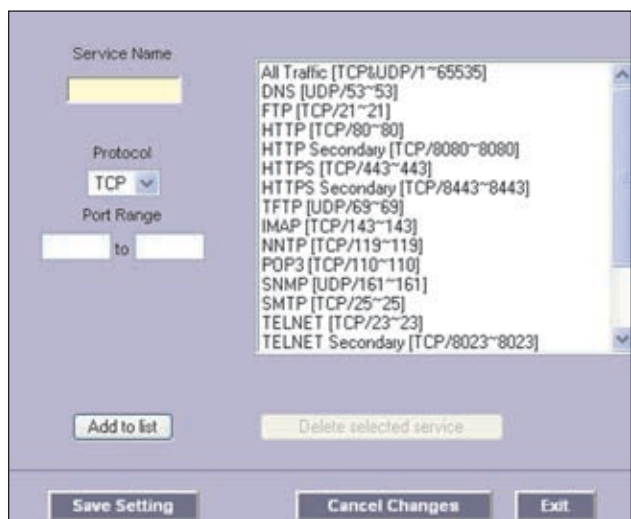 Service Name
Protocol
TCP
Port Range
to
Add to list
All Traffic [TCP&UDP/1~65535]
DNS [UDP/53~53]
FTP [TCP/21~21]
HTTP [TCP/80~80]
HTTP Secondary [TCP/8080~8080]
HTTPS [TCP/443~443]
HTTPS Secondary [TCP/8443~8443]
TFTP [UDP/69~69]
IMAP [TCP/143~143]
NNTP [TCP/119~119]
POP3 [TCP/110~110]
SNMP [UDP/161~161]
SMTP [TCP/25~25]
TELNET [TCP/23~23]
TELNET Secondary [TCP/8023~8023]
Delete selected service
Save Setting
Cancel Changes
Exit